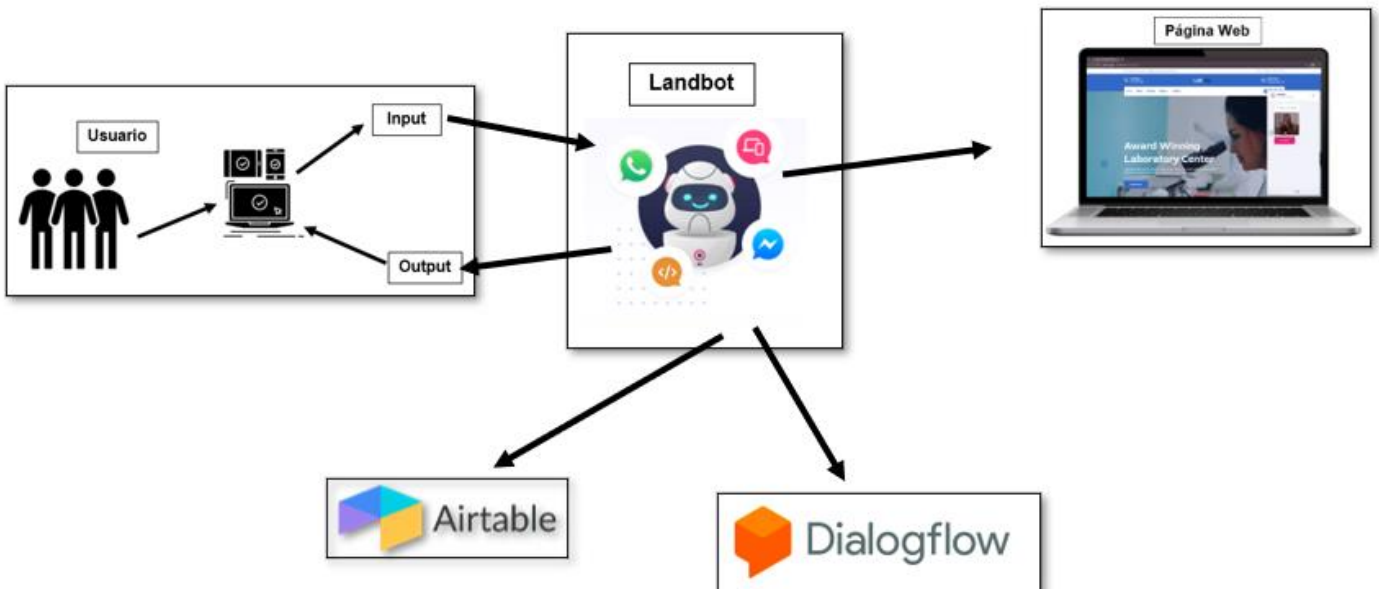 Usuario
Input
Output
Landbot
Página Web
Award Winning
Laboratory Center
Airtable
Dialogflow